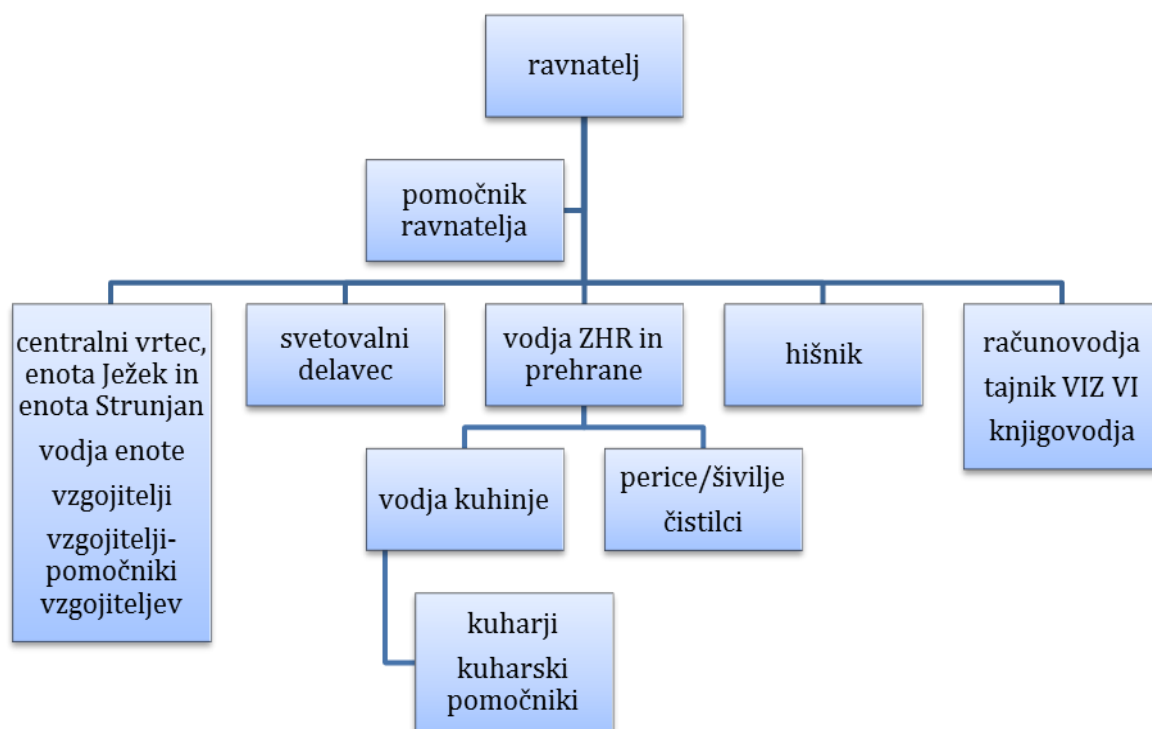 ravnatelj
pomočnik
ravnatelja
centralni vrtec,
enota Ježek in
enota Strunjan
vodja enote
vzgojitelji
vzgojitelji-
pomočniki
vzgojiteljev
svetovalni
delavec
vodja ZHR in
prehrane
hišnik
računovodja
tajnik VIZ VI
knjigovodja
vodja kuhinje
perice/šivilje
čistilci
kuharji
kuharski
pomočniki